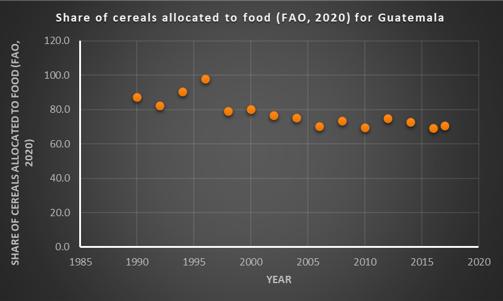 Share of cereals allocated to food (FAO, 2020) for Guatemala
SHARE OF CEREALS ALLOCATED TO FOOD (FAO,
2020)
120.0
100.0
80.0
60.0
40.0
20.0
0.0
1985 1990 1995 2000 2005 2010 2015 2020
YEAR